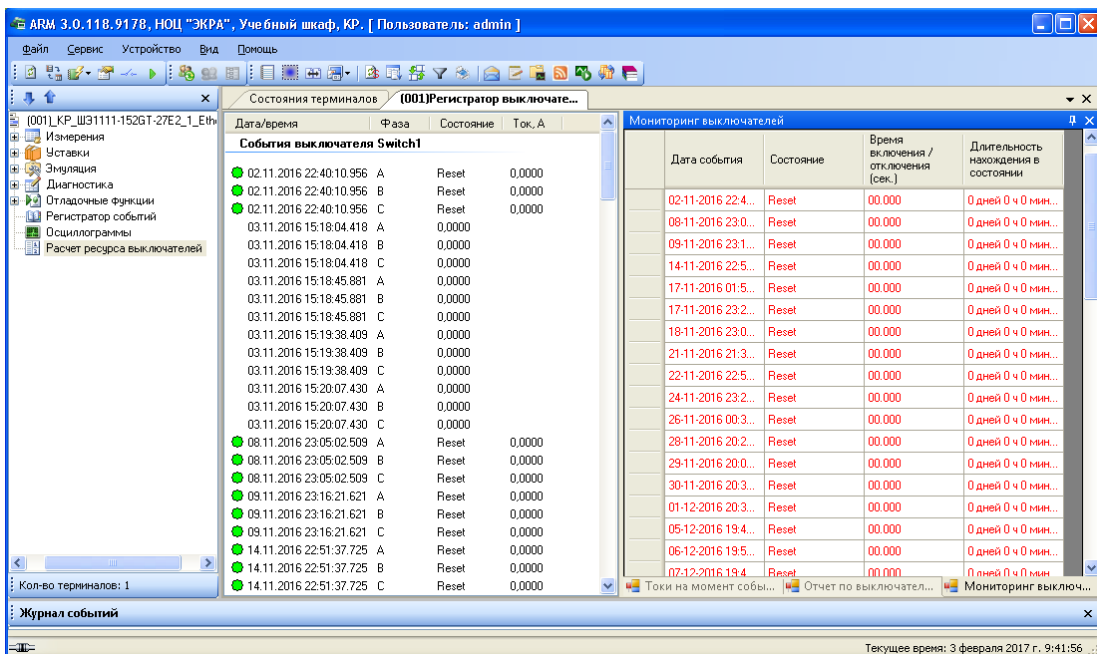 ARM 3.0.118.9178, НОЦ "ЭКРА", Учебный шкаф, КР. [ Пользователь: admin ]
Файл Сервис Устройство Вид Помощь
Состояния терминалов (001)Регистратор выключате...
(001)_KP_ШЭ1111-152GT-27E2_1_Eth
Измерения
Уставки
Эмуляция
Диагностика
Отладочные функции
Регистратор событий
Осциллограммы
Расчет ресурса выключателей
Кол-во терминалов: 1
Дата/время Фаза Состояние Ток, А
События выключателя Switch1
02.11.2016 22:40:10.956 A Reset 0,0000
02.11.2016 22:40:10.956 B Reset 0,0000
02.11.2016 22:40:10.956 C Reset 0,0000
03.11.2016 15:18:04.418 A 0,0000
03.11.2016 15:18:04.418 B 0,0000
03.11.2016 15:18:04.418 C 0,0000
03.11.2016 15:18:45.881 A 0,0000
03.11.2016 15:18:45.881 B 0,0000
03.11.2016 15:18:45.881 C 0,0000
03.11.2016 15:19:38.409 A 0,0000
03.11.2016 15:19:38.409 B 0,0000
03.11.2016 15:19:38.409 C 0,0000
03.11.2016 15:20:07.430 A 0,0000
03.11.2016 15:20:07.430 B 0,0000
03.11.2016 15:20:07.430 C 0,0000
08.11.2016 23:05:02.509 A Reset 0,0000
08.11.2016 23:05:02.509 B Reset 0,0000
08.11.2016 23:05:02.509 C Reset 0,0000
09.11.2016 23:16:21.621 A Reset 0,0000
09.11.2016 23:16:21.621 B Reset 0,0000
09.11.2016 23:16:21.621 C Reset 0,0000
14.11.2016 22:51:37.725 A Reset 0,0000
14.11.2016 22:51:37.725 B Reset 0,0000
14.11.2016 22:51:37.725 C Reset 0,0000
Мониторинг выключателей
Дата события Состояние Время включения / отключения (сек.) Длительность нахождения в состоянии
02-11-2016 22:4... Reset 00.000 0 дней 0 ч 0 мин...
08-11-2016 23:0... Reset 00.000 0 дней 0 ч 0 мин...
09-11-2016 23:1... Reset 00.000 0 дней 0 ч 0 мин...
14-11-2016 22:5... Reset 00.000 0 дней 0 ч 0 мин...
17-11-2016 01:5... Reset 00.000 0 дней 0 ч 0 мин...
17-11-2016 23:2... Reset 00.000 0 дней 0 ч 0 мин...
18-11-2016 23:0... Reset 00.000 0 дней 0 ч 0 мин...
21-11-2016 21:3... Reset 00.000 0 дней 0 ч 0 мин...
22-11-2016 22:5... Reset 00.000 0 дней 0 ч 0 мин...
24-11-2016 23:2... Reset 00.000 0 дней 0 ч 0 мин...
26-11-2016 00:3... Reset 00.000 0 дней 0 ч 0 мин...
28-11-2016 20:2... Reset 00.000 0 дней 0 ч 0 мин...
29-11-2016 20:0... Reset 00.000 0 дней 0 ч 0 мин...
30-11-2016 20:3... Reset 00.000 0 дней 0 ч 0 мин...
01-12-2016 20:3... Reset 00.000 0 дней 0 ч 0 мин...
05-12-2016 19:4... Reset 00.000 0 дней 0 ч 0 мин...
06-12-2016 19:5... Reset 00.000 0 дней 0 ч 0 мин...
07-12-2016 19:4... Reset 00.000 0 дней 0 ч 0 мин...
Токи на момент собы... Отчет по выключател... Мониторинг выключ...
Журнал событий
Текущее время: 3 февраля 2017 г. 9:41:56